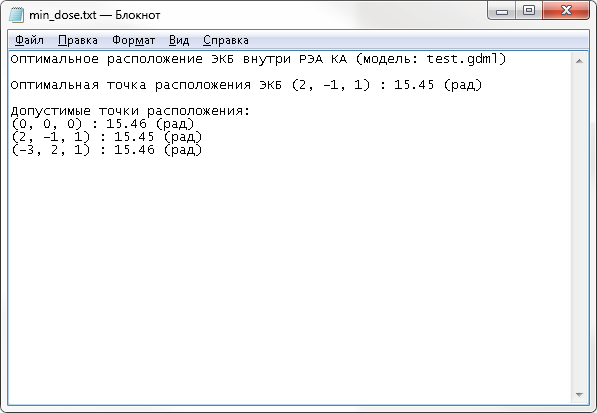 min_dose.txt — Блокнот
Файл Правка Формат Вид Справка
Оптимальное расположение ЭКБ внутри РЭА КА (модель: test.gdml)
Оптимальная точка расположения ЭКБ (2, -1, 1) : 15.45 (рад)
Допустимые точки расположения:
(0, 0, 0) : 15.46 (рад)
(2, -1, 1) : 15.45 (рад)
(-3, 2, 1) : 15.46 (рад)